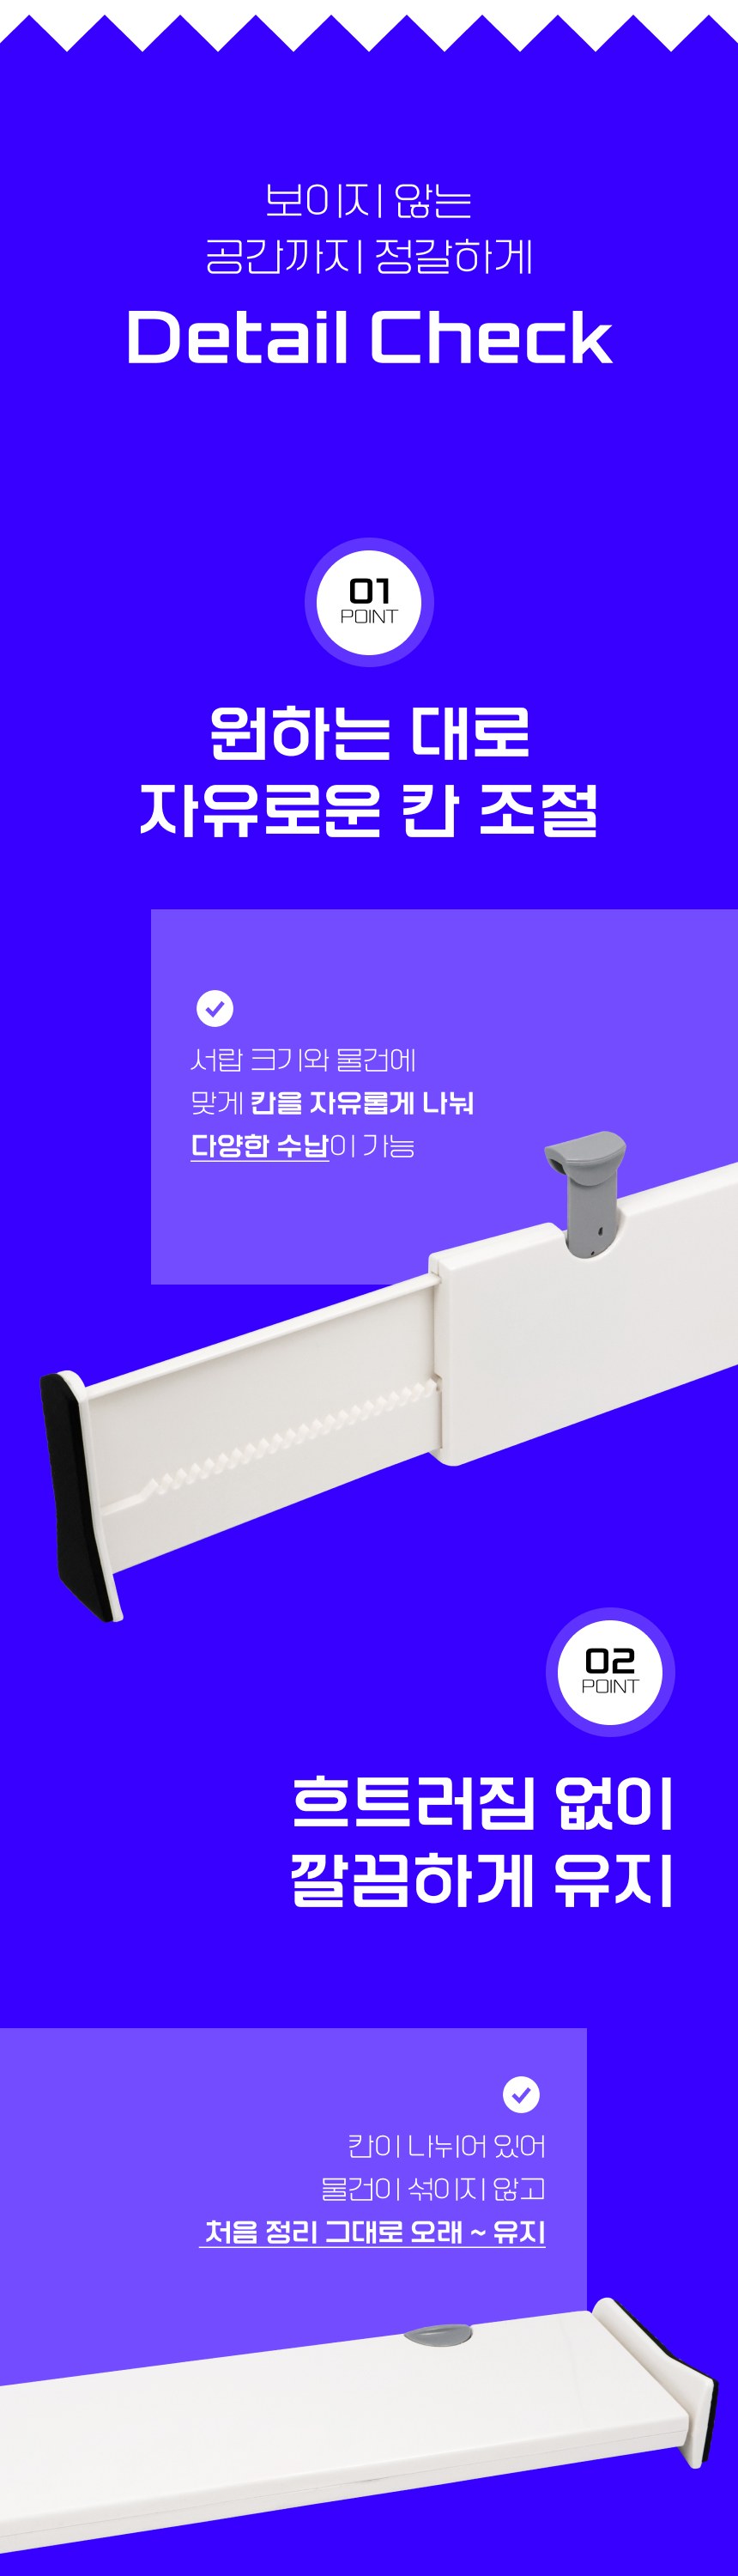 보이지 않는
공간까지 정갈하게
Detail Check
01
POINT
원하는 대로
자유로운 칸 조절
서랍 크기와 물건에
맞게 칸을 자유롭게 나눠
다양한 수납이 가능
02
POINT
흐트러짐 없이
깔끔하게 유지
칸이 나뉘어 있어
물건이 섞이지 않고
처음 정리 그대로 오래 ~ 유지